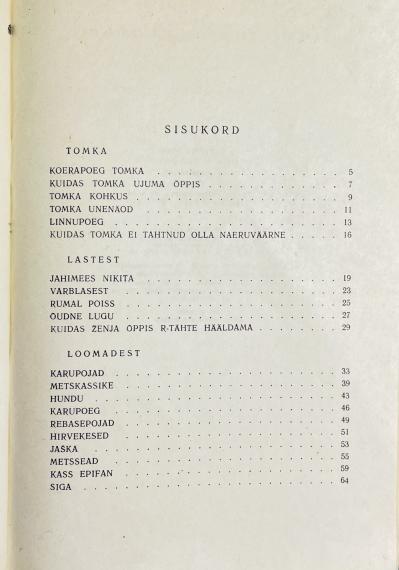 SISUKORD
TOMKA
KOERAPOEG TOMKA . . . . . . . . . . . . . . . . 5
KUIDAS TOMKA UJUMA ÕPPIS . . . . . . . . . . . 7
TOMKA KOHKUS . . . . . . . . . . . . . . . . . 9
TOMKA UNENÄOD . . . . . . . . . . . . . . . . 11
LINNUPOEG . . . . . . . . . . . . . . . . . . 13
KUIDAS TOMKA EI TAHTNUD OLLA NAERUVÄÄRNE . . . . . 16
LASTEST
JAHIMEES NIKITA . . . . . . . . . . . . . . . 19
VARBLASEST . . . . . . . . . . . . . . . . . 23
RUMAL POISS . . . . . . . . . . . . . . . . . 25
ÕUDNE LUGU . . . . . . . . . . . . . . . . . 27
KUIDAS ŽENJA ÕPPIS R-TÄHTE HÄÄLDAMA . . . . . . . 29
LOOMADEST
KARUPOJAD . . . . . . . . . . . . . . . . . . 33
METSKASSIKE . . . . . . . . . . . . . . . . . 39
HUNDU . . . . . . . . . . . . . . . . . . . . 43
KARUPOEG . . . . . . . . . . . . . . . . . . 46
REBASEPOJAD . . . . . . . . . . . . . . . . . 49
HIRVEKESED . . . . . . . . . . . . . . . . . 51
JAŠKA . . . . . . . . . . . . . . . . . . . . 53
METSSEAD . . . . . . . . . . . . . . . . . . 55
KASS EPIFAN . . . . . . . . . . . . . . . . . 59
SIGA . . . . . . . . . . . . . . . . . . . . 64